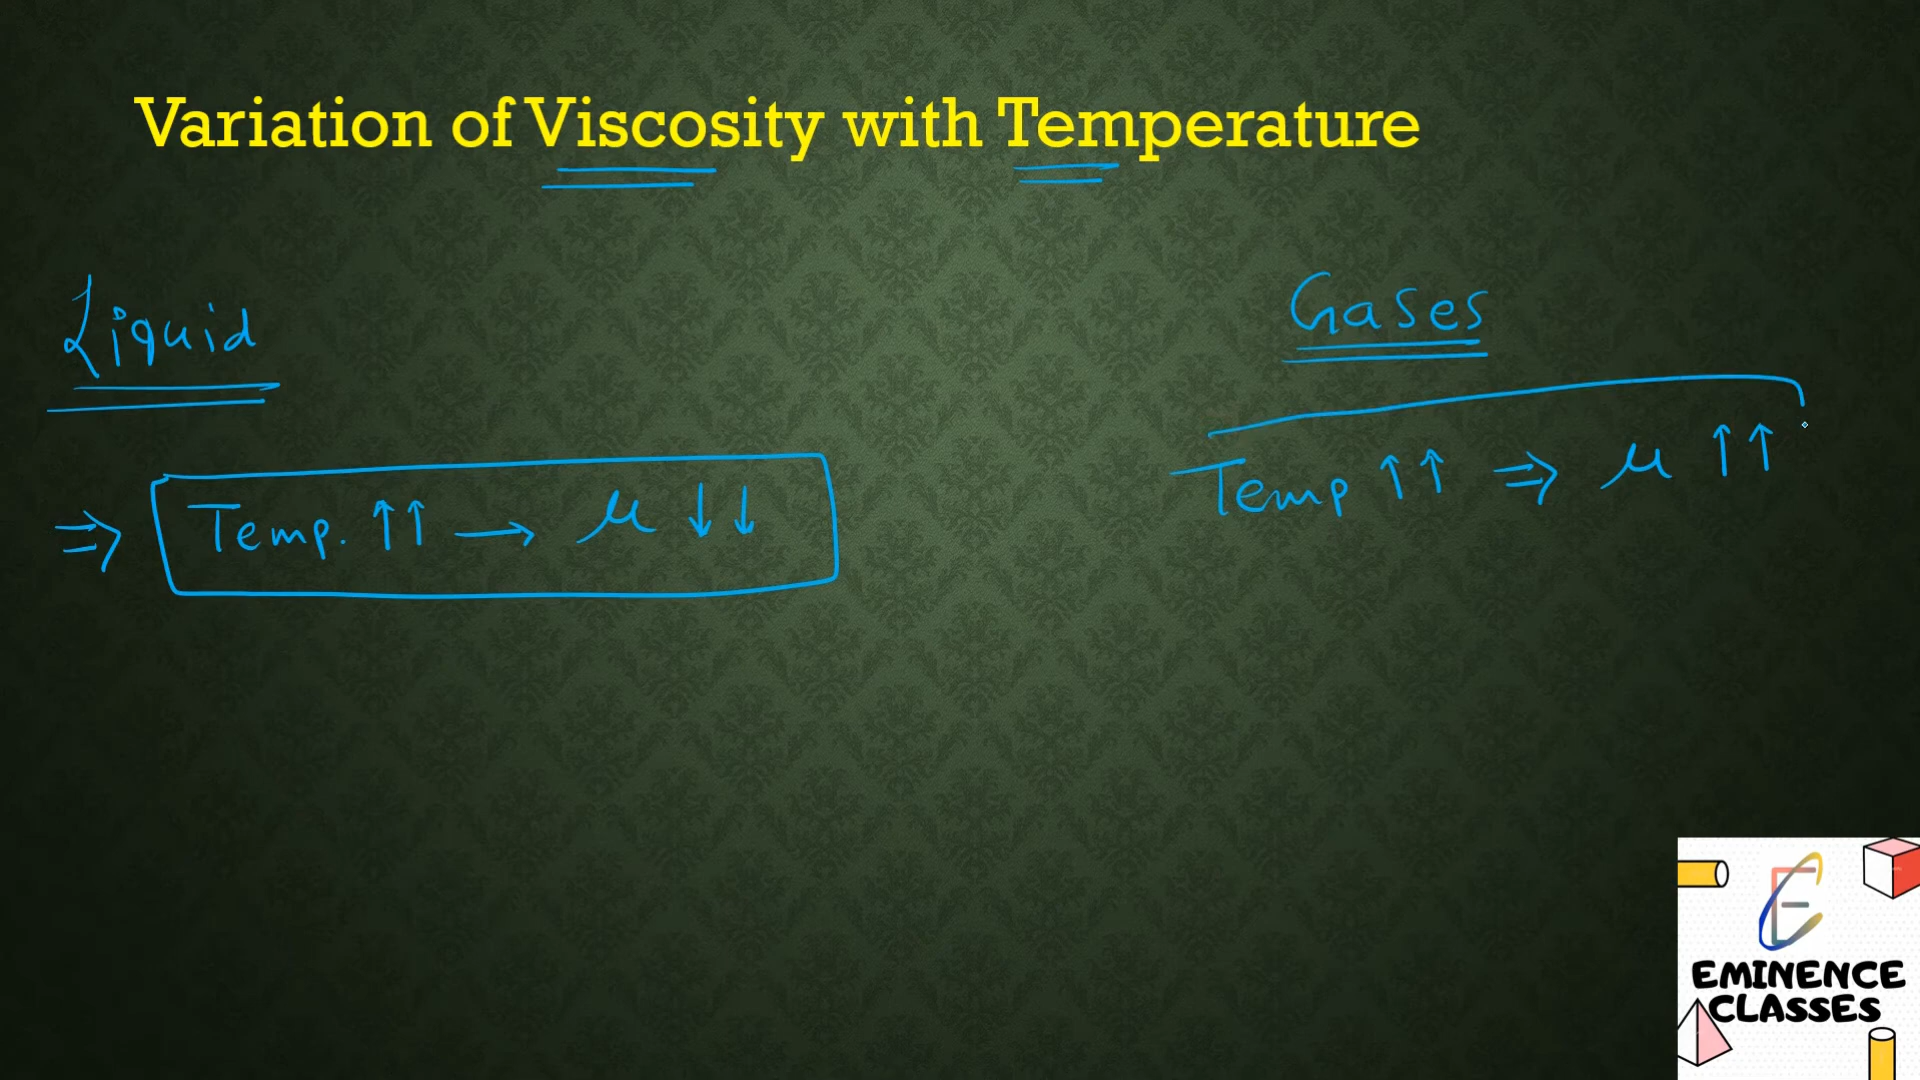 Variation of Viscosity with Temperature
Liquid
⇒ Temp. ↑↑ → μ ↓↓
Gases
Temp ↑↑ ⇒ μ ↑↑
E
EMINENCE
CLASSES